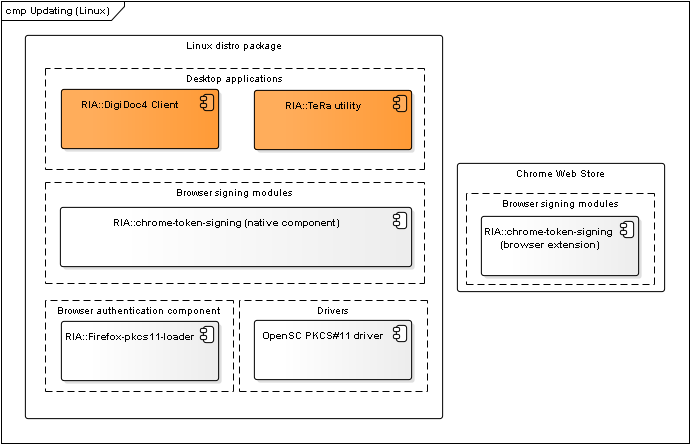 cmp Updating (Linux)
Linux distro package
Desktop applications
RIA::DigiDoc4 Client
RIA::TeRa utility
Browser signing modules
RIA::chrome-token-signing (native component)
Browser authentication component
RIA::Firefox-pkcs11-loader
Drivers
OpenSC PKCS#11 driver
Chrome Web Store
Browser signing modules
RIA::chrome-token-signing
(browser extension)